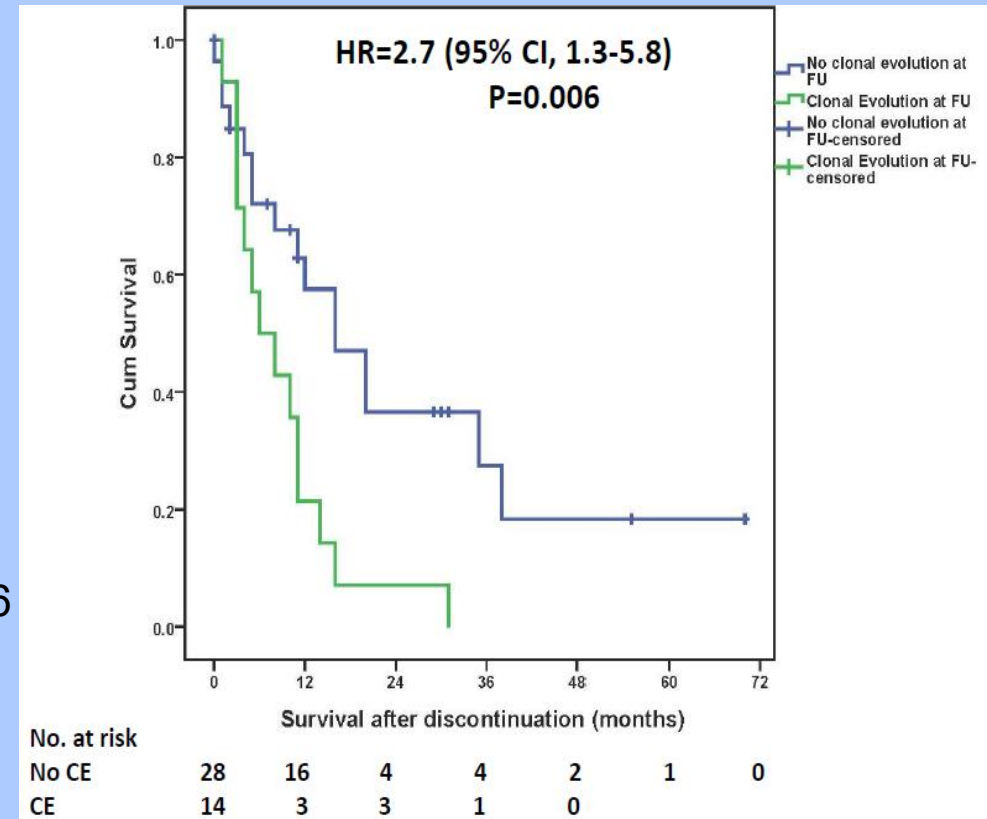 HR=2.7 (95% CI, 1.3-5.8)
P=0.006
No clonal evolution at
FU
Clonal Evolution at FU
No clonal evolution at
FU-censored
Clonal Evolution at FU-
censored
Cum Survival
1.0
0.8
0.6
0.4
0.2
0.0
6
0 12 24 36 48 60 72
Survival after discontinuation (months)
No. at risk
No CE 28 16 4 4 2 1 0
CE 14 3 3 1 0